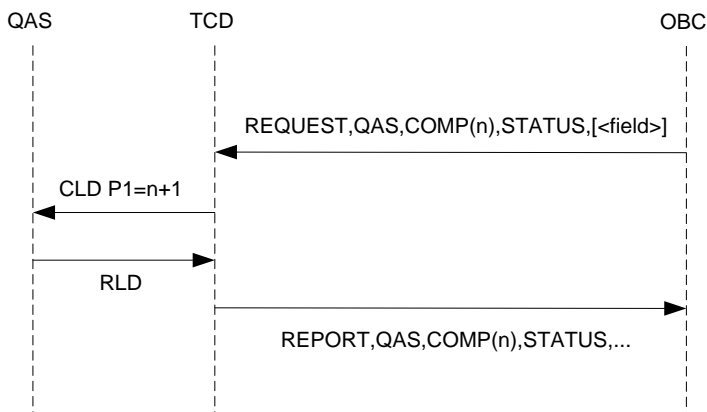 QAS
TCD
OBC
REQUEST,QAS,COMP(n),STATUS,[<field>]
CLD P1=n+1
RLD
REPORT,QAS,COMP(n),STATUS,...